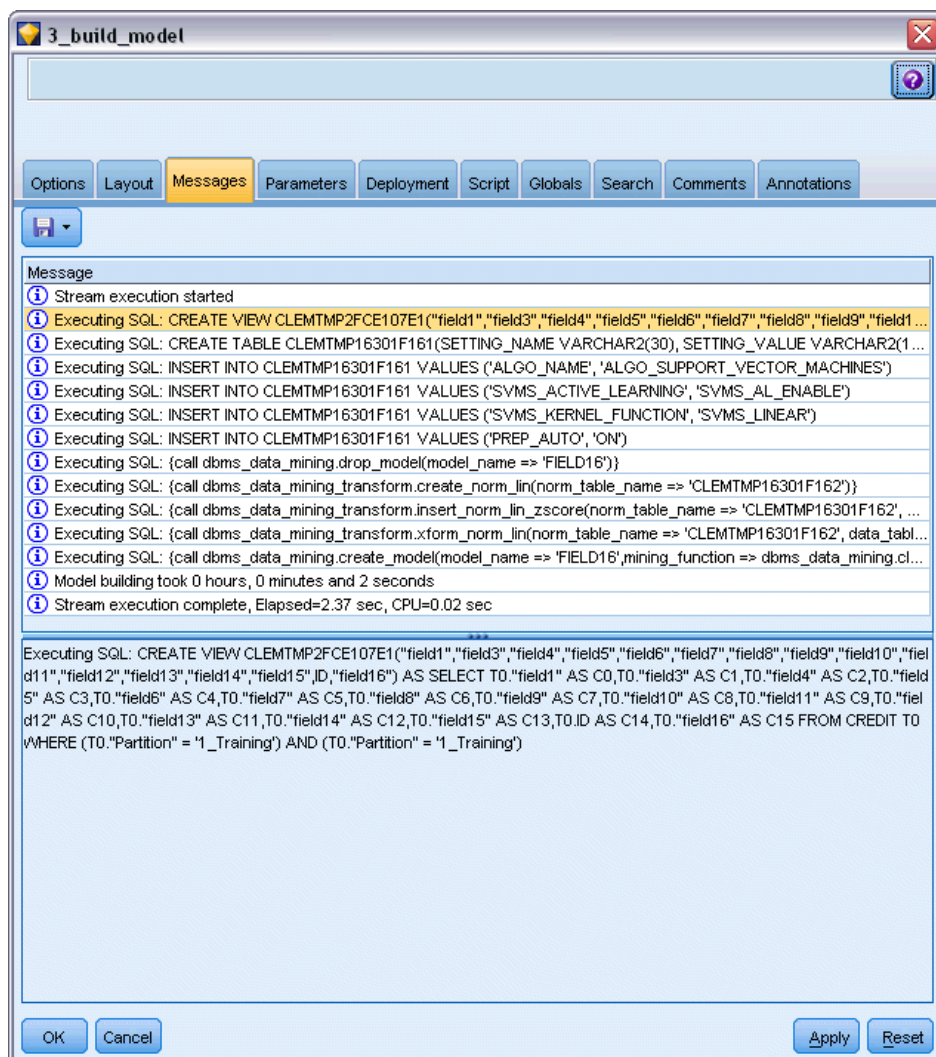 3_build_model
Options Layout Messages Parameters Deployment Script Globals Search Comments Annotations
Message
Stream execution started
Executing SQL: CREATE VIEW CLEMTMP2FCE107E1("field1","field3","field4","field5","field6","field7","field8","field9","field1...
Executing SQL: CREATE TABLE CLEMTMP16301F161(SETTING_NAME VARCHAR2(30), SETTING_VALUE VARCHAR2(1...
Executing SQL: INSERT INTO CLEMTMP16301F161 VALUES ('ALGO_NAME', 'ALGO_SUPPORT_VECTOR_MACHINES')
Executing SQL: INSERT INTO CLEMTMP16301F161 VALUES ('SVMS_ACTIVE_LEARNING', 'SVMS_AL_ENABLE')
Executing SQL: INSERT INTO CLEMTMP16301F161 VALUES ('SVMS_KERNEL_FUNCTION', 'SVMS_LINEAR')
Executing SQL: INSERT INTO CLEMTMP16301F161 VALUES ('PREP_AUTO', 'ON')
Executing SQL: {call dbms_data_mining.drop_model(model_name => 'FIELD16')}
Executing SQL: {call dbms_data_mining_transform.create_norm_lin(norm_table_name => 'CLEMTMP16301F162')}
Executing SQL: {call dbms_data_mining_transform.insert_norm_lin_zscore(norm_table_name => 'CLEMTMP16301F162', ...
Executing SQL: {call dbms_data_mining_transform.xform_norm_lin(norm_table_name => 'CLEMTMP16301F162', data_tabl...
Executing SQL: {call dbms_data_mining.create_model(model_name => 'FIELD16',mining_function => dbms_data_mining.cl...
Model building took 0 hours, 0 minutes and 2 seconds
Stream execution complete, Elapsed=2.37 sec, CPU=0.02 sec
Executing SQL: CREATE VIEW CLEMTMP2FCE107E1("field1","field3","field4","field5","field6","field7","field8","field9","field10","fiel
d11","field12","field13","field14","field15",ID,"field16") AS SELECT T0."field1" AS C0,T0."field3" AS C1,T0."field4" AS C2,T0."field
5" AS C3,T0."field6" AS C4,T0."field7" AS C5,T0."field8" AS C6,T0."field9" AS C7,T0."field10" AS C8,T0."field11" AS C9,T0."fiel
d12" AS C10,T0."field13" AS C11,T0."field14" AS C12,T0."field15" AS C13,T0.ID AS C14,T0."field16" AS C15 FROM CREDIT T0
WHERE (T0."Partition" = '1_Training') AND (T0."Partition" = '1_Training')
OK Cancel Apply Reset